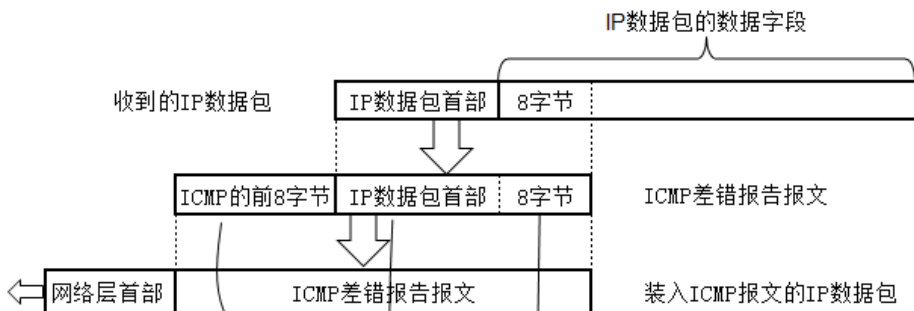 IP数据包的数据字段
收到的IP数据包 IP数据包首部 8字节
ICMP的前8字节 IP数据包首部 8字节 ICMP差错报告报文
网络层首部 ICMP差错报告报文 装入ICMP报文的IP数据包